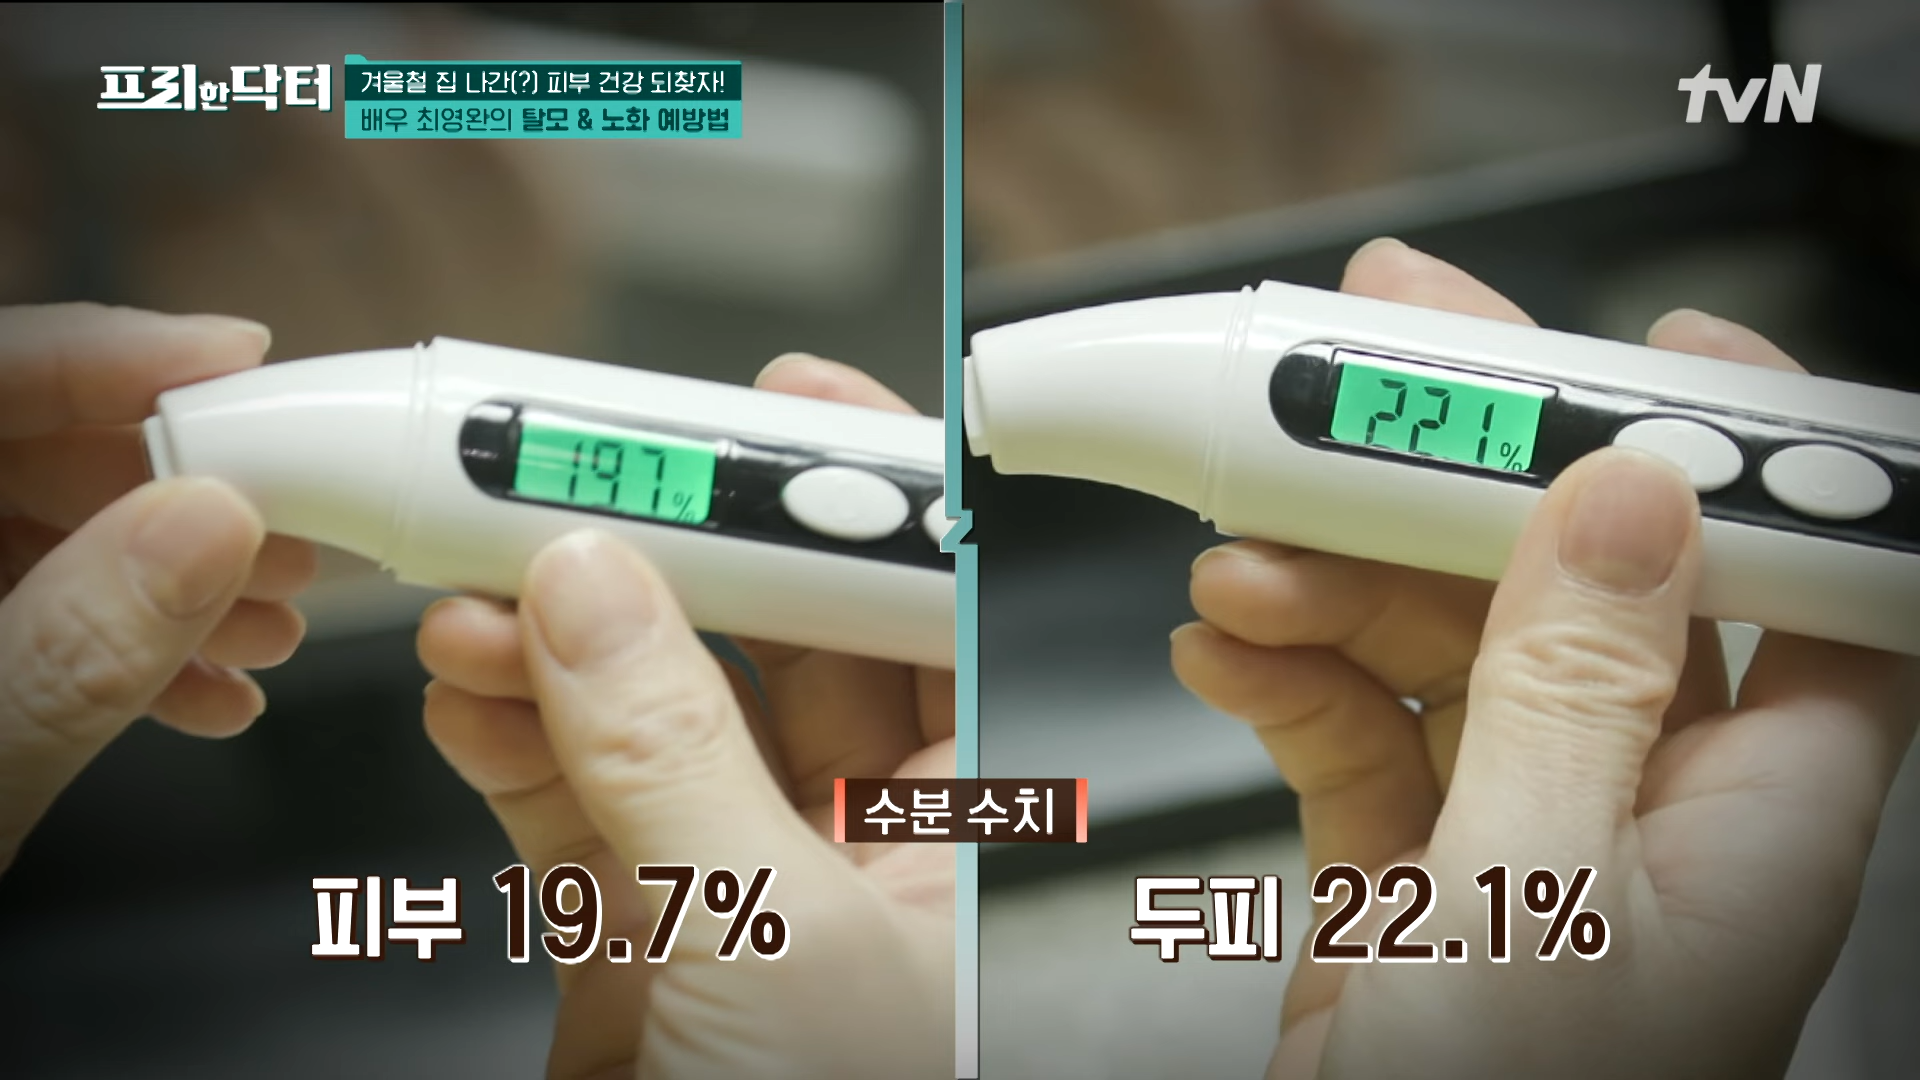 프리한닥터
겨울철 집 나간(?) 피부 건강 되찾자!
배우 최영완의 탈모 & 노화 예방법
tvN
19.7%
22.1%
수분 수치
피부 19.7%
두피 22.1%